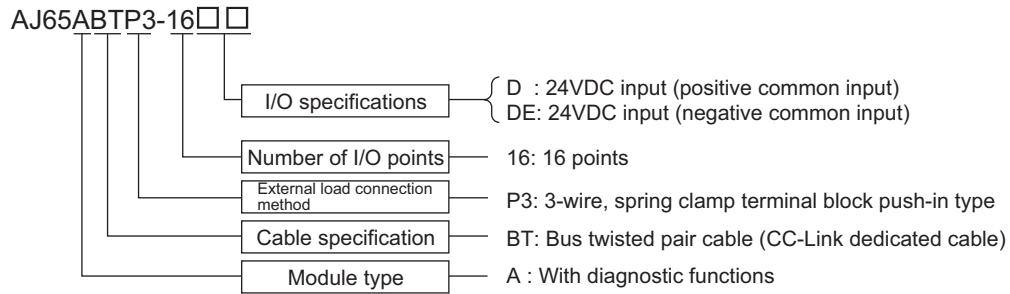 AJ65ABTP3-16□□
I/O specifications
D : 24VDC input (positive common input)
DE: 24VDC input (negative common input)
Number of I/O points
16: 16 points
External load connection
method
P3: 3-wire, spring clamp terminal block push-in type
Cable specification
BT: Bus twisted pair cable (CC-Link dedicated cable)
Module type
A : With diagnostic functions